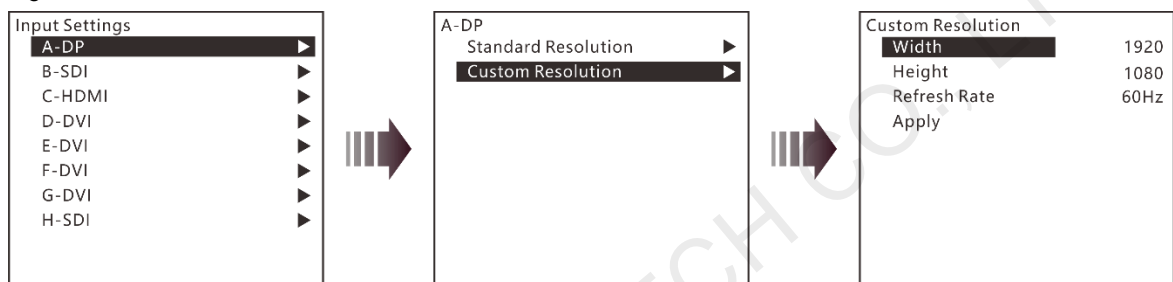 Input Settings
A-DP
B-SDI
C-HDMI
D-DVI
E-DVI
F-DVI
G-DVI
H-SDI
A-DP
Standard Resolution
Custom Resolution
Custom Resolution
Width 1920
Height 1080
Refresh Rate 60Hz
Apply